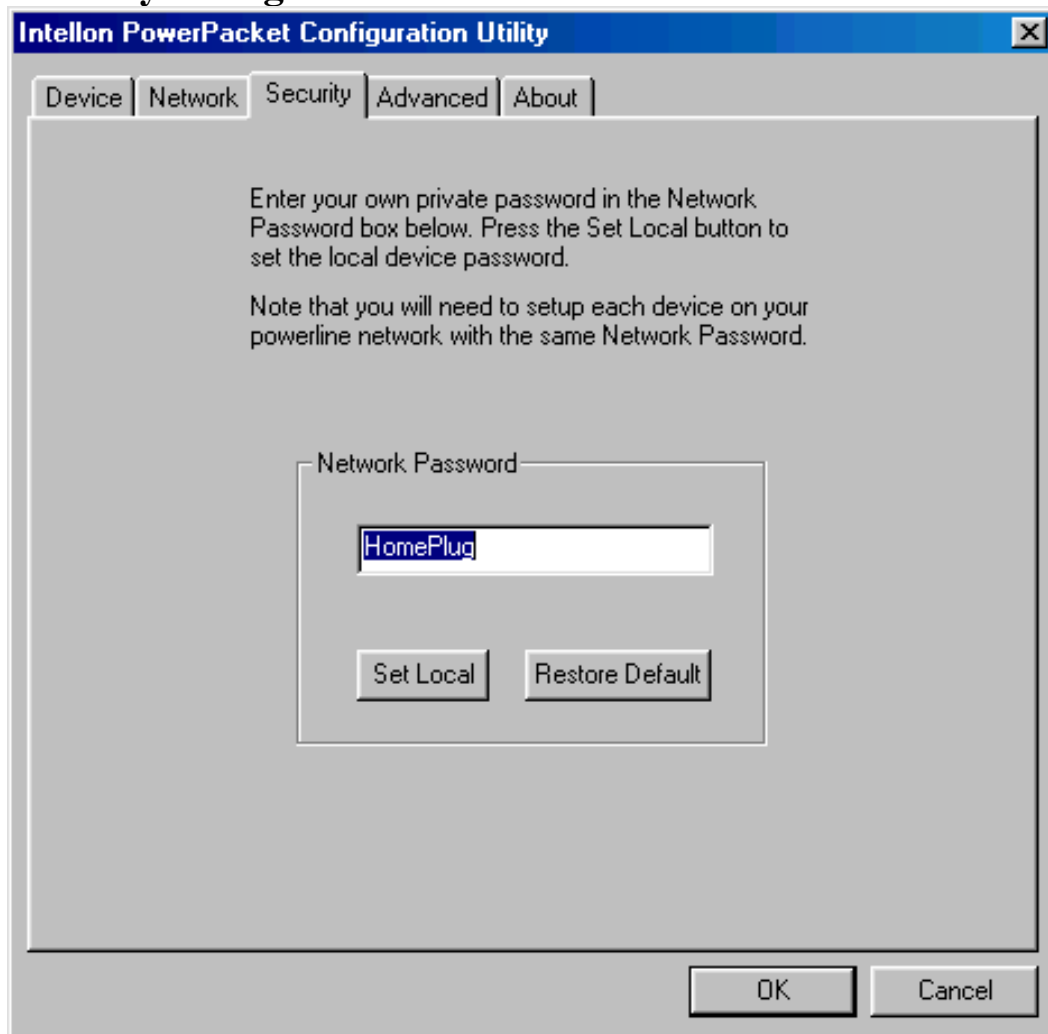 Intellon PowerPacket Configuration Utility
Device Network Security Advanced About
Enter your own private password in the Network
Password box below. Press the Set Local button to
set the local device password.
Note that you will need to setup each device on your
powerline network with the same Network Password.
Network Password
HomePlug
Set Local Restore Default
OK Cancel